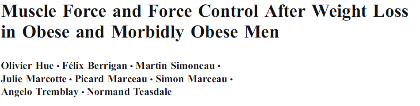 Muscle Force and Force Control After Weight Loss
in Obese and Morbidly Obese Men
Olivier Hue · Félix Berrigan · Martin Simoneau ·
Julie Marcotte · Picard Marceau · Simon Marceau ·
Angelo Tremblay · Normand Teasdale